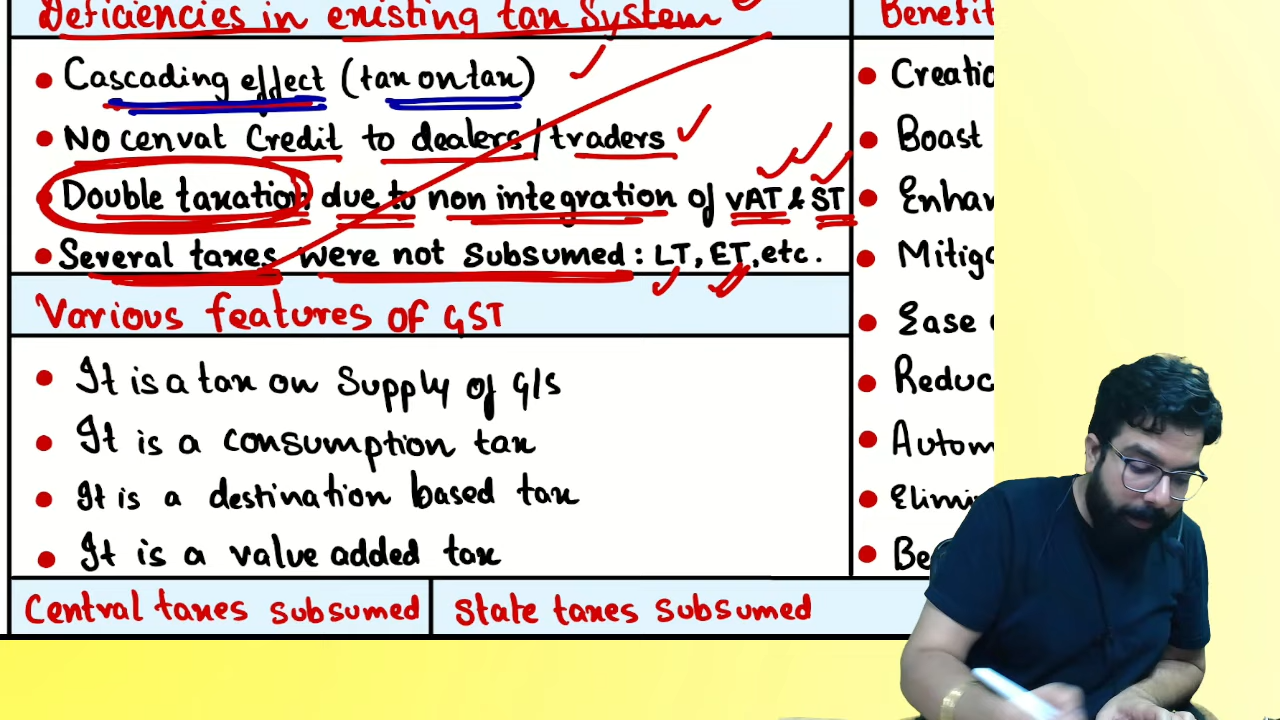 Deficiencies in existing tax System
• Cascading effect (tax on tax)
• No cenvat Credit to dealers / traders
• Double taxation due to non integration of VAT & ST
• Several taxes were not Subsumed : LT, ET, etc.
Various features of GST
• It is a tax on Supply of G/S
• It is a consumption tax
• It is a destination based tax
• It is a value added tax
Central taxes subsumed
State taxes subsumed
Benefit
• Creatio
• Boast
• Enhan
• Mitiga
• Ease
• Reduc
• Autom
• Elimin
• Be